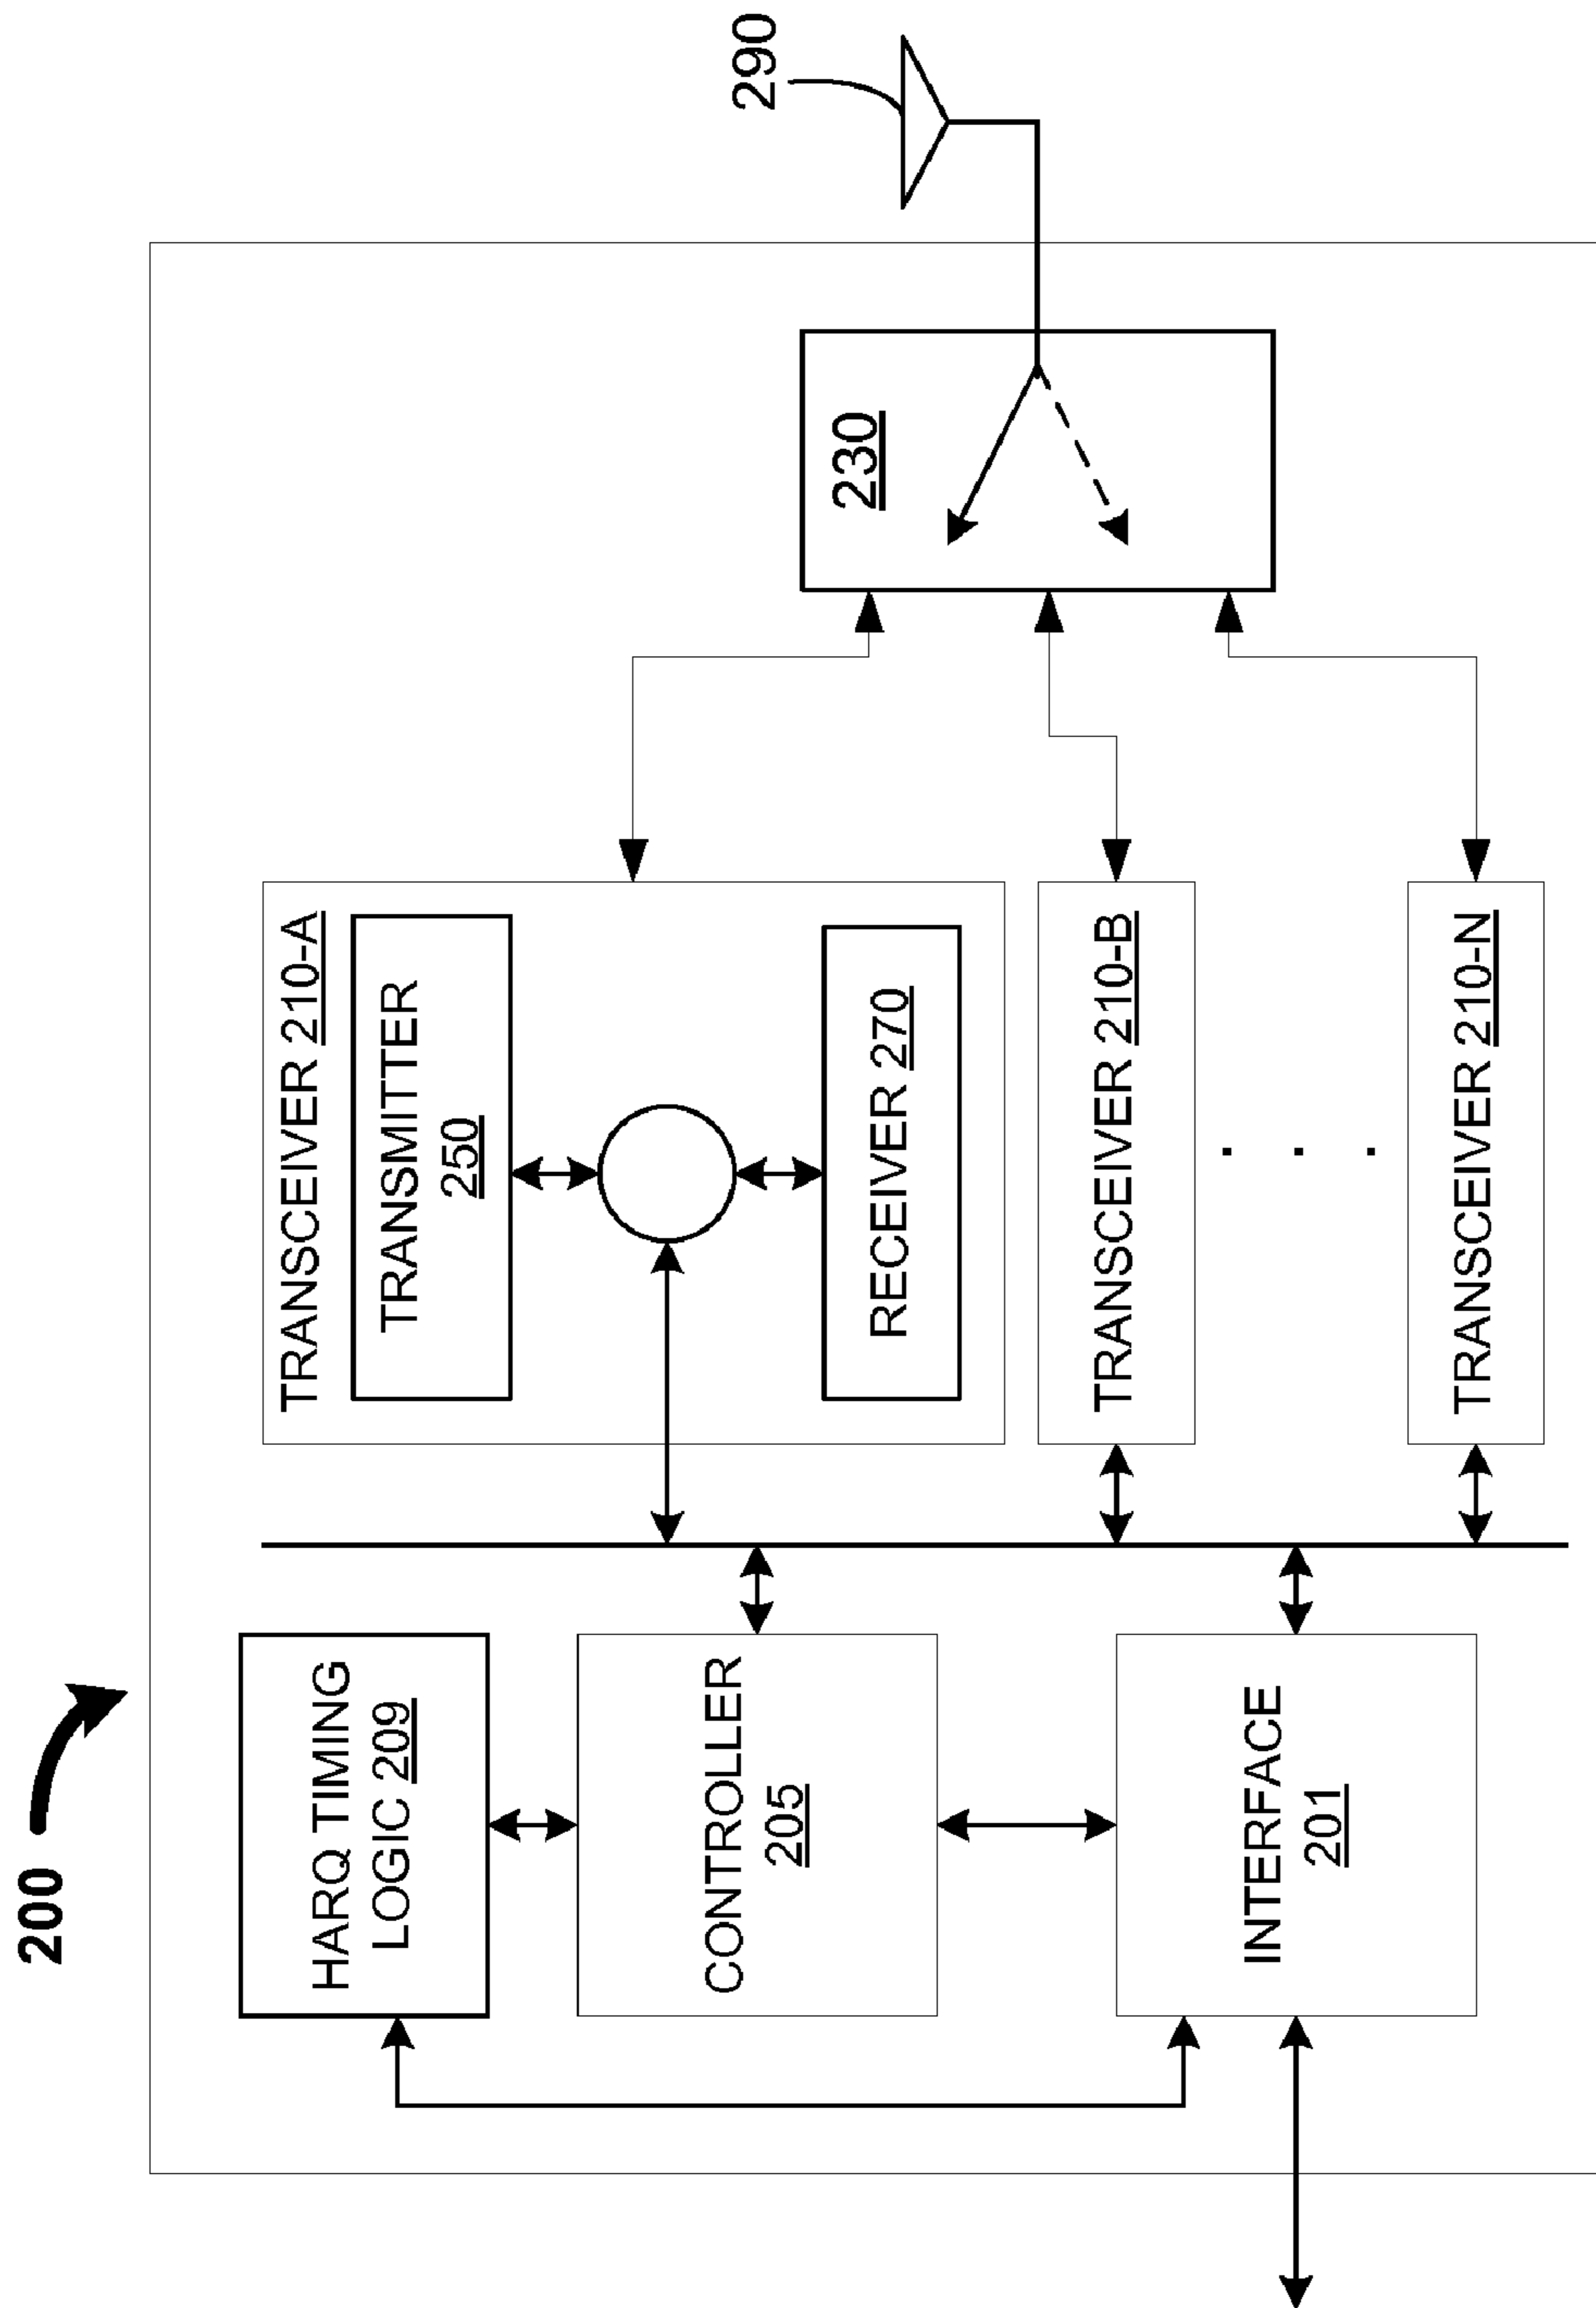 200
HARQ TIMING
LOGIC 209
CONTROLLER
205
INTERFACE
201
TRANSCEIVER 210-A
TRANSMITTER
250
RECEIVER 270
TRANSCEIVER 210-B
. . .
TRANSCEIVER 210-N
230
290